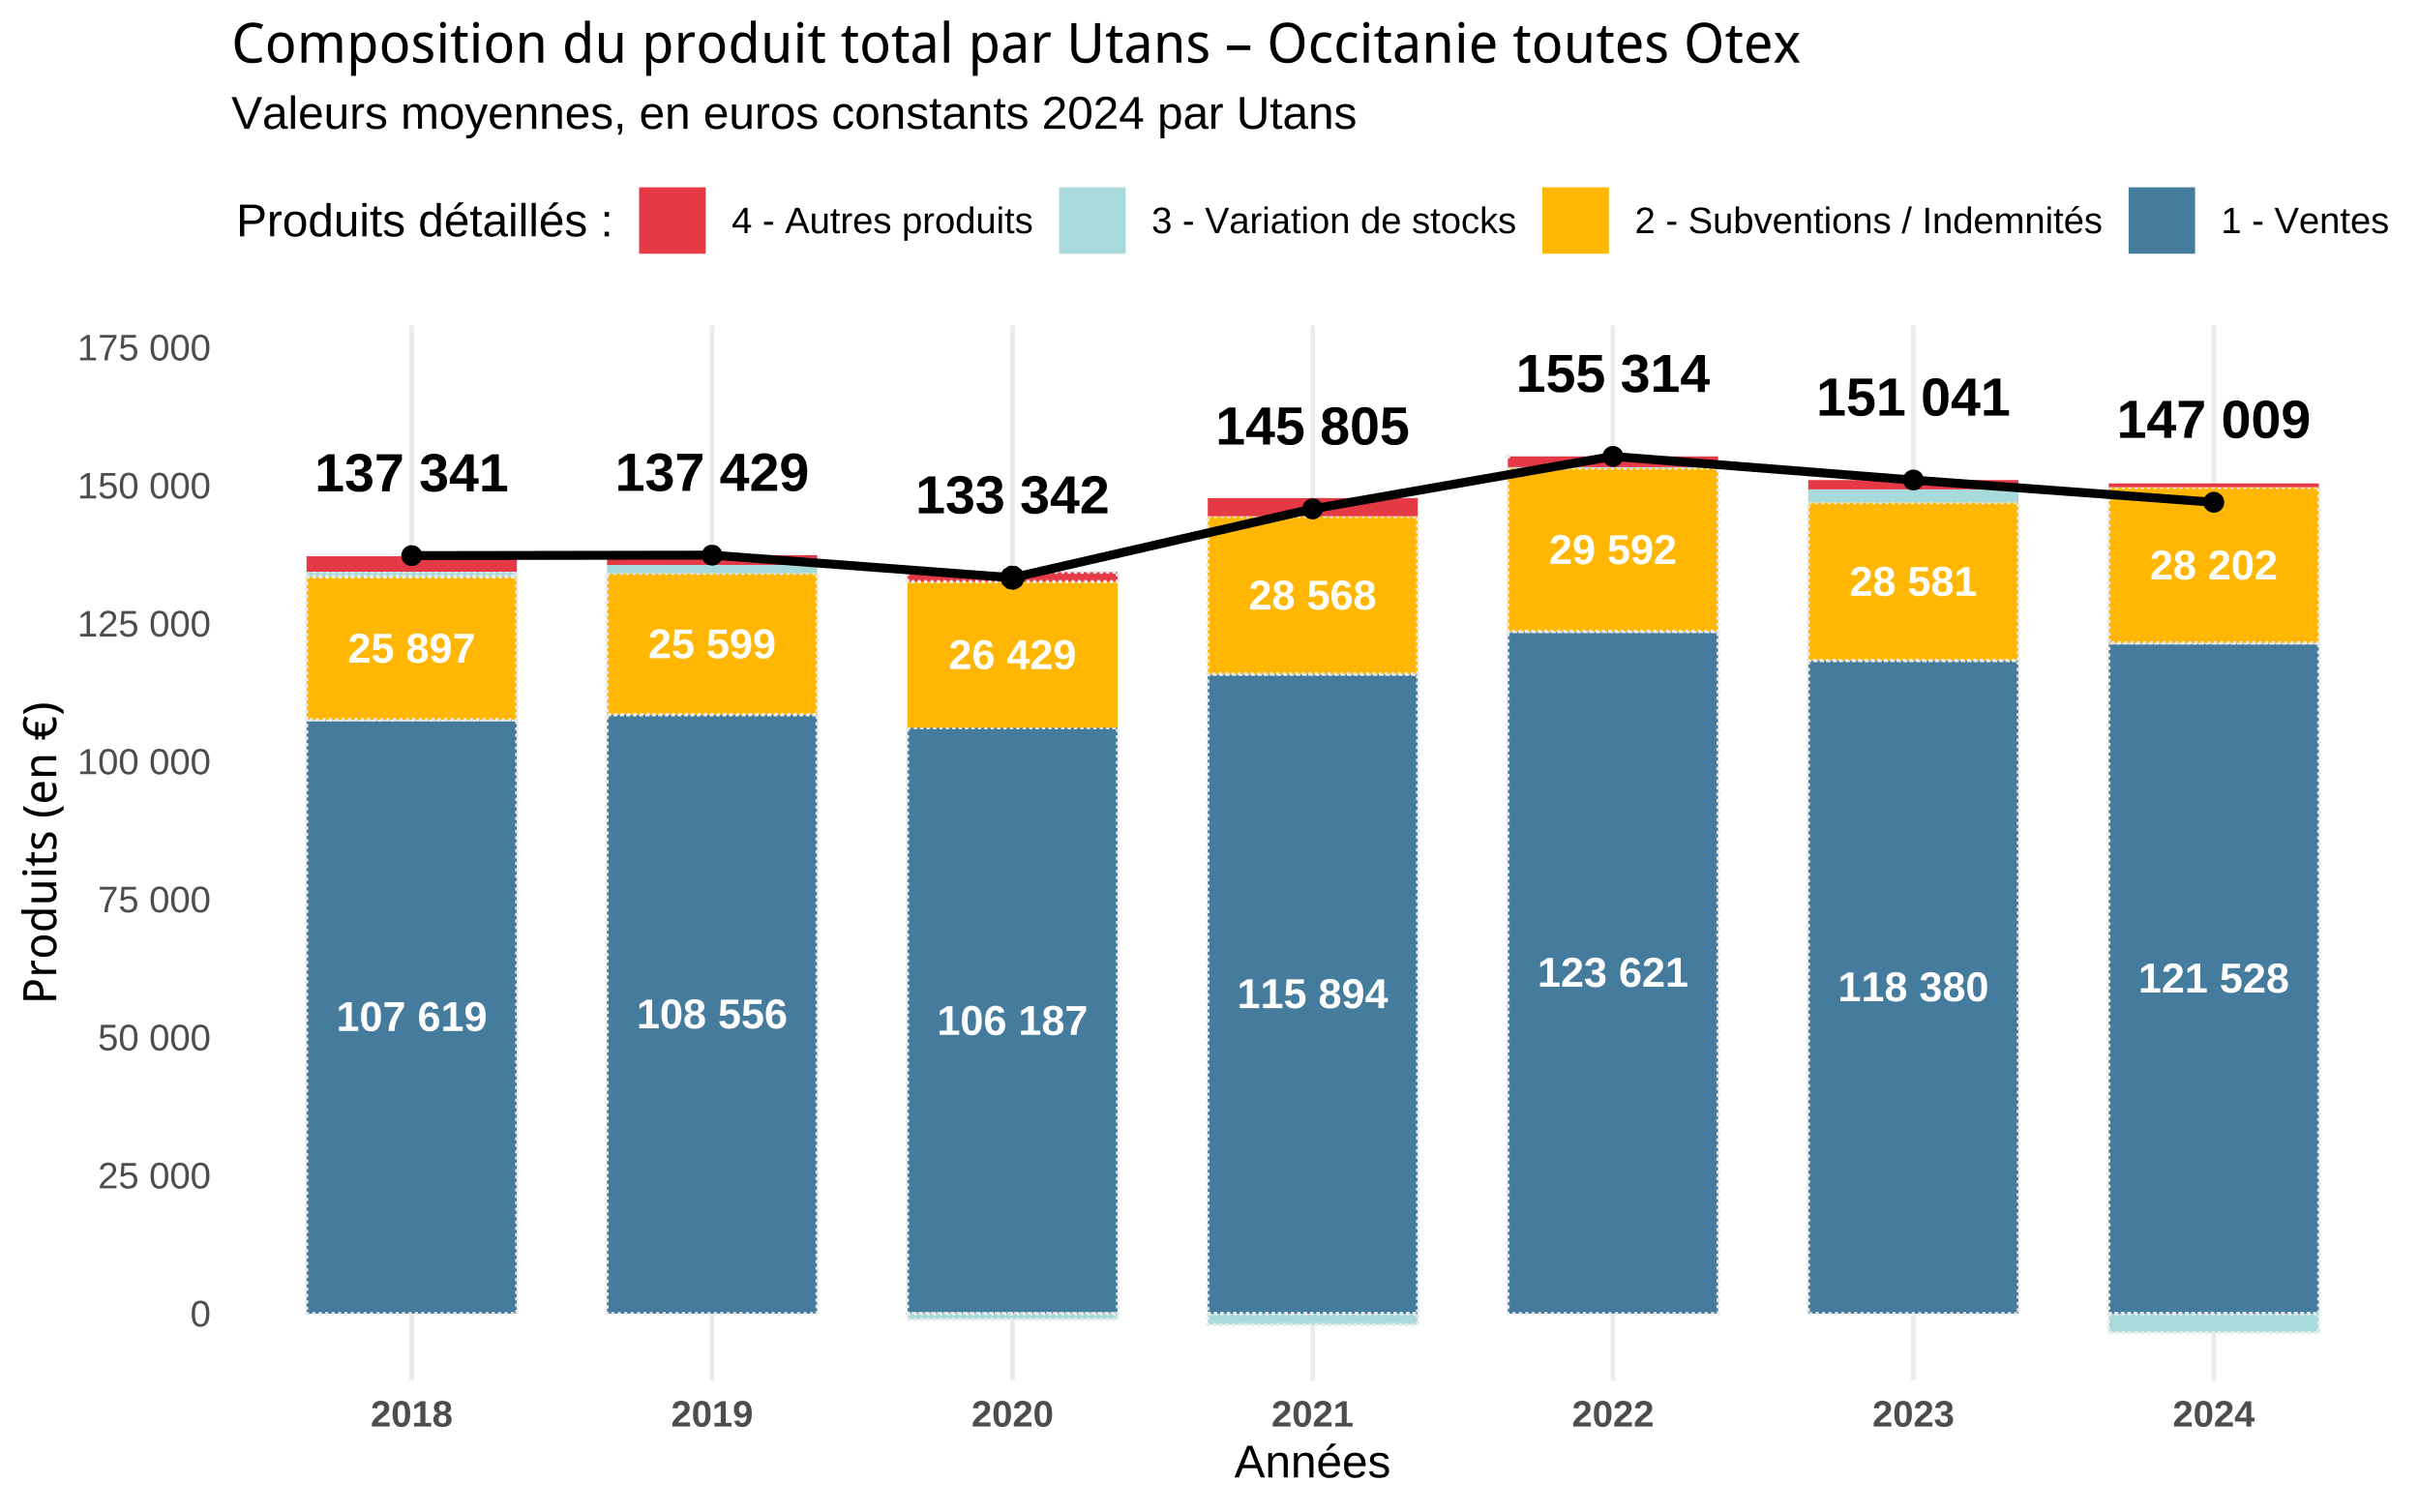 Composition du produit total par Utans – Occitanie toutes Otex
Valeurs moyennes, en euros constants 2024 par Utans
Produits détaillés : 4 - Autres produits 3 - Variation de stocks 2 - Subventions / Indemnités 1 - Ventes
175 000
155 314
151 041
147 009
145 805
137 341 137 429
133 342
150 000
29 592
28 202
28 581
28 568
125 000
25 897 25 599 26 429
100 000
75 000
123 621
121 528
118 380
115 894
107 619 108 556 106 187
50 000
25 000
0
Produits (en €)
2018 2019 2020 2021 2022 2023 2024
Années